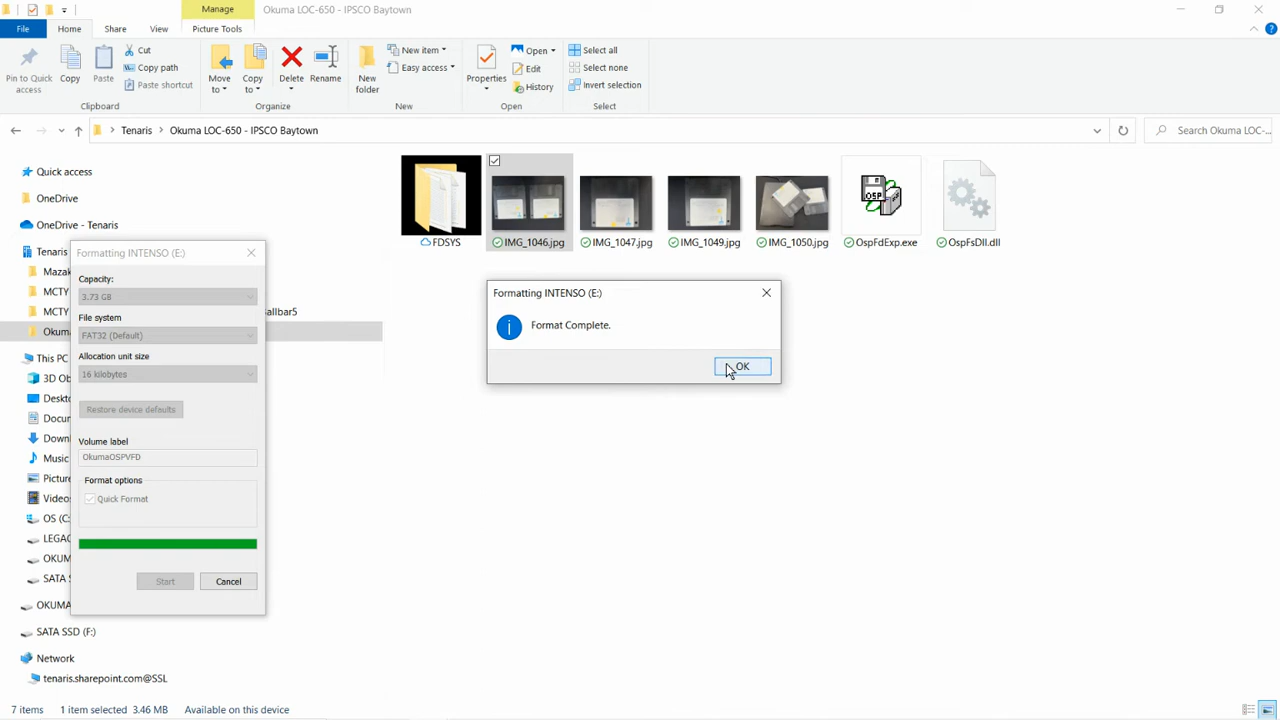 Manage
Okuma LOC-650 - IPSCO Baytown
File
Home
Share
View
Picture Tools
Pin to Quick access
Copy
Paste
Cut
Copy path
Paste shortcut
Clipboard
Move to
Copy to
Delete
Rename
Organize
New folder
New item
Easy access
New
Properties
Open
Edit
History
Open
Select all
Select none
Invert selection
Select
Tenaris
Okuma LOC-650 - IPSCO Baytown
Search Okuma LOC-...
Quick access
OneDrive
OneDrive - Tenaris
Tenaris
Mazak
MCTY
MCTY
allbar5
Okuma
This PC
3D Ob
Deskt
Docum
Downl
Music
Picture
Videos
OS (C:
LEGAC
OKUM
SATA S
OKUMA
SATA SSD (F:)
Network
tenaris.sharepoint.com@SSL
FDSYS
IMG_1046.jpg
IMG_1047.jpg
IMG_1049.jpg
IMG_1050.jpg
OSP
OspFdExp.exe
OspFsDll.dll
Formatting INTENSO (E:)
Capacity:
3.73 GB
File system
FAT32 (Default)
Allocation unit size
16 kilobytes
Restore device defaults
Volume label
OkumaOSPVFD
Format options
Quick Format
Start
Cancel
Formatting INTENSO (E:)
Format Complete.
OK
7 items
1 item selected 3.46 MB
Available on this device